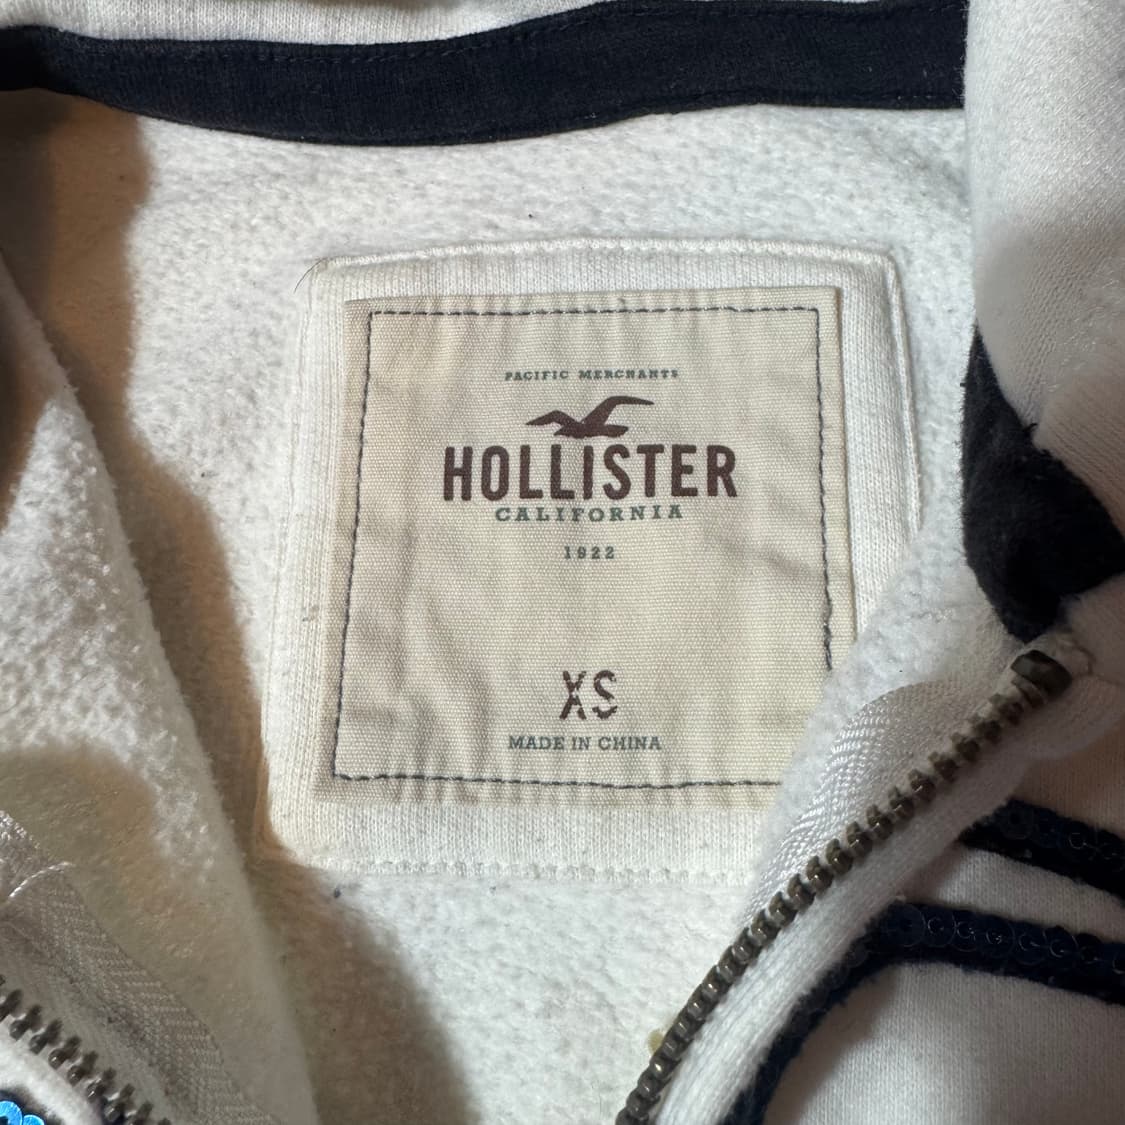 PACIFIC MERCHANTS
HOLLISTER
CALIFORNIA
1922
XS
MADE IN CHINA